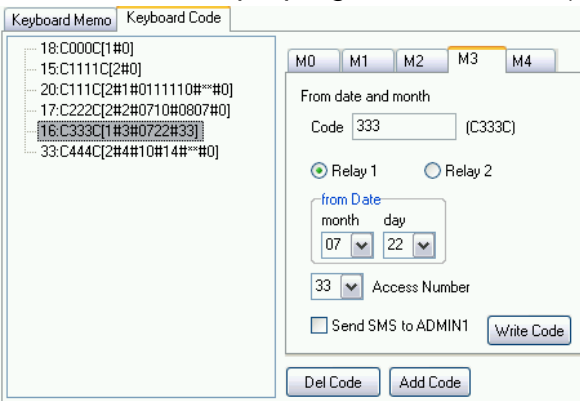 Keyboard Memo Keyboard Code
18:C000C[1#0]
15:C1111C[2#0]
20:C111C[2#1#0111110#**#0]
17:C222C[2#2#0710#0807#0]
16:C333C[1#3#0722#33]
33:C444C[2#4#10#14#**#0]
M0 M1 M2 M3 M4
From date and month
Code 333 (C333C)
Relay 1 Relay 2
from Date
month day
07 22
33 Access Number
Send SMS to ADMIN1 Write Code
Del Code Add Code